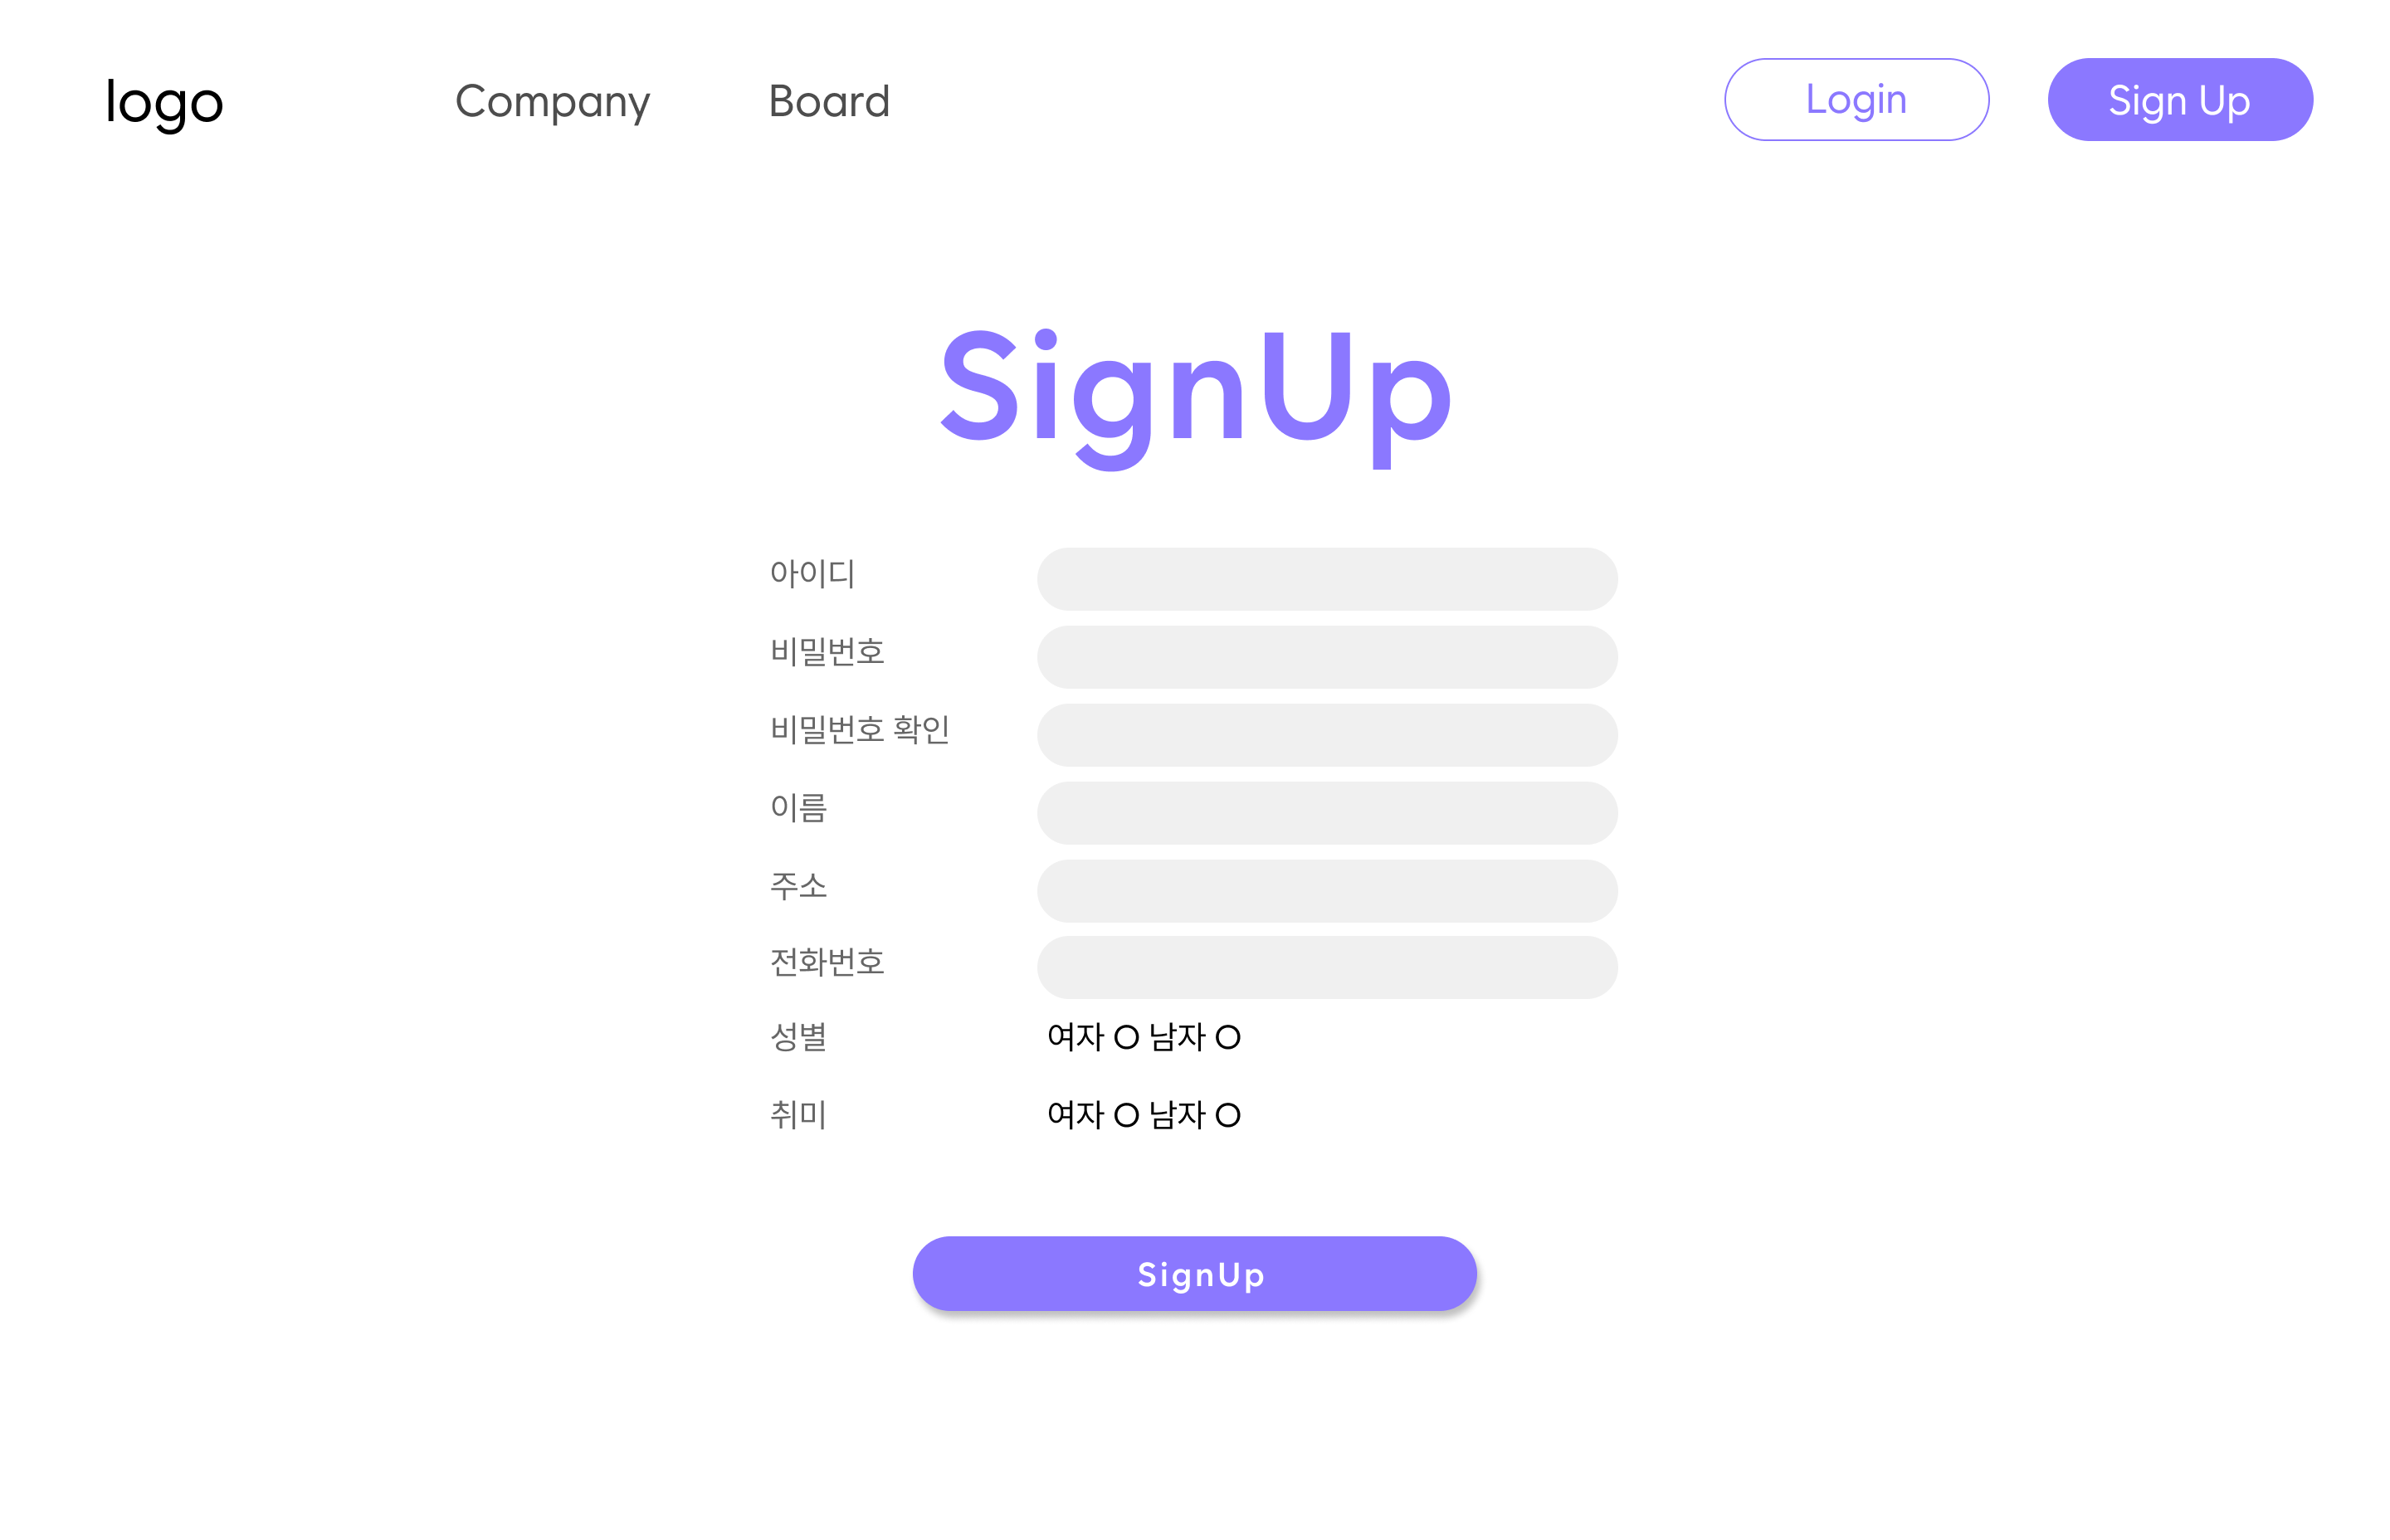 logo Company Board Login Sign Up
SignUp
아이디
비밀번호
비밀번호 확인
이름
주소
전화번호
성별 여자 남자
취미 여자 남자
SignUp